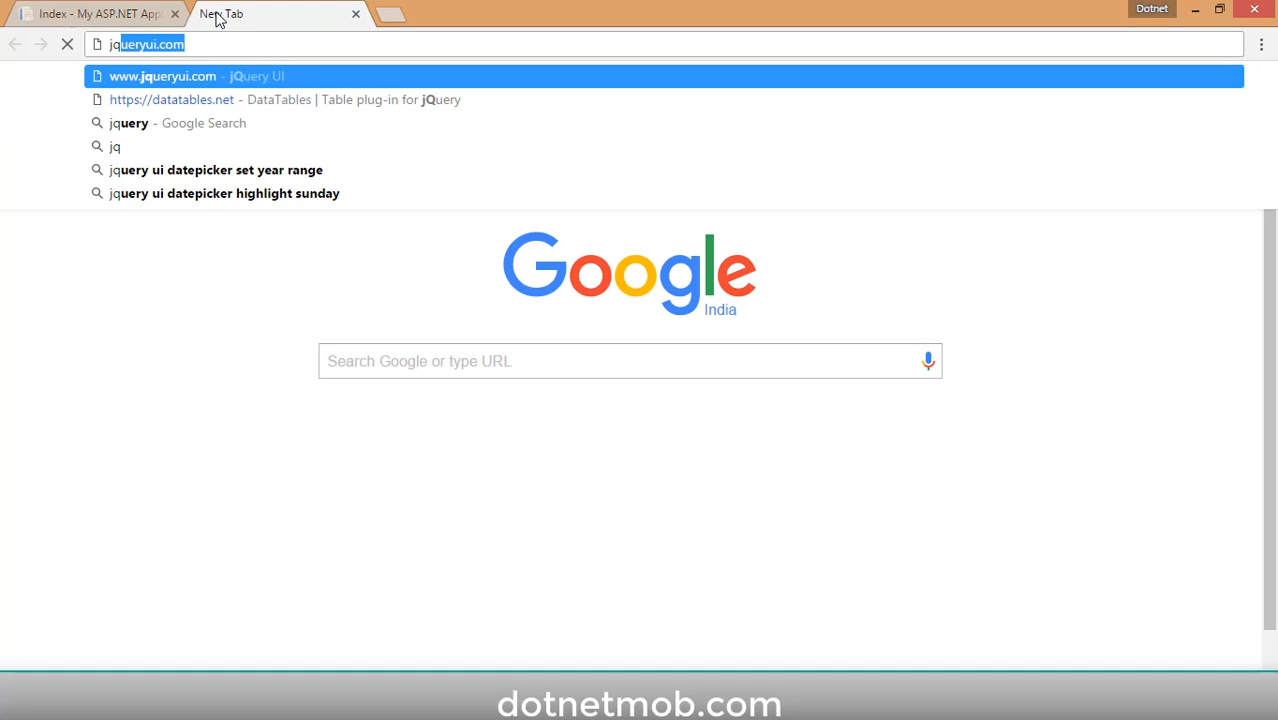 Index - My ASP.NET Appl
New Tab
Dotnet
jqueryui.com
www.jqueryui.com - jQuery UI
https://datatables.net - DataTables | Table plug-in for jQuery
jquery - Google Search
jq
jquery ui datepicker set year range
jquery ui datepicker highlight sunday
Google
India
Search Google or type URL
dotnetmob.com